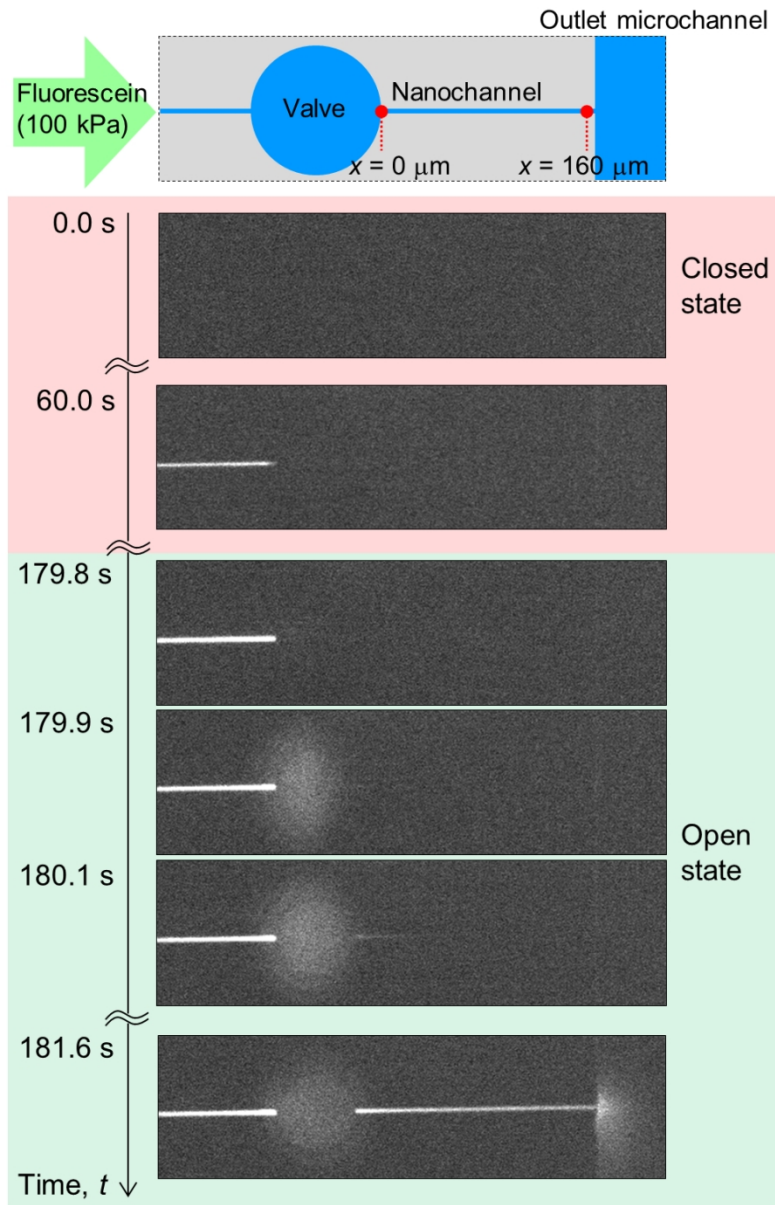 Outlet microchannel
Fluorescein
(100 kPa)
Valve
Nanochannel
x = 0 μm
x = 160 μm
0.0 s
Closed
state
60.0 s
179.8 s
179.9 s
Open
state
180.1 s
181.6 s
Time, t